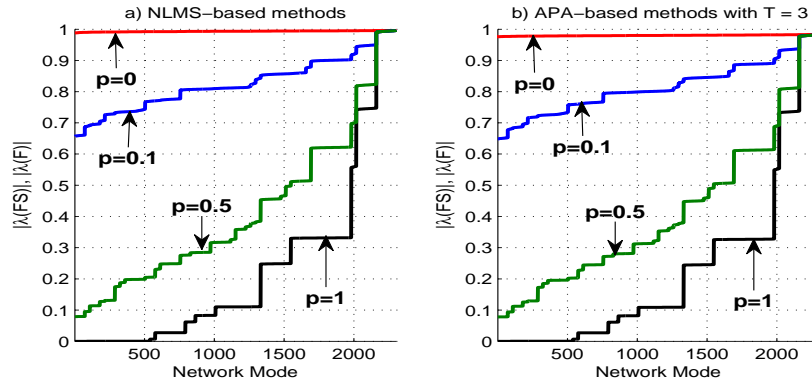 a) NLMS-based methods
|λ(FS)|, |λ(F)|
1
0.9
0.8
0.7
0.6
0.5
0.4
0.3
0.2
0.1
0
p=0
p=0.1
p=0.5
p=1
500 1000 1500 2000
Network Mode
b) APA-based methods with T = 3
|λ(FS)|, |λ(F)|
1
0.9
0.8
0.7
0.6
0.5
0.4
0.3
0.2
0.1
0
p=0
p=0.1
p=0.5
p=1
500 1000 1500 2000
Network Mode